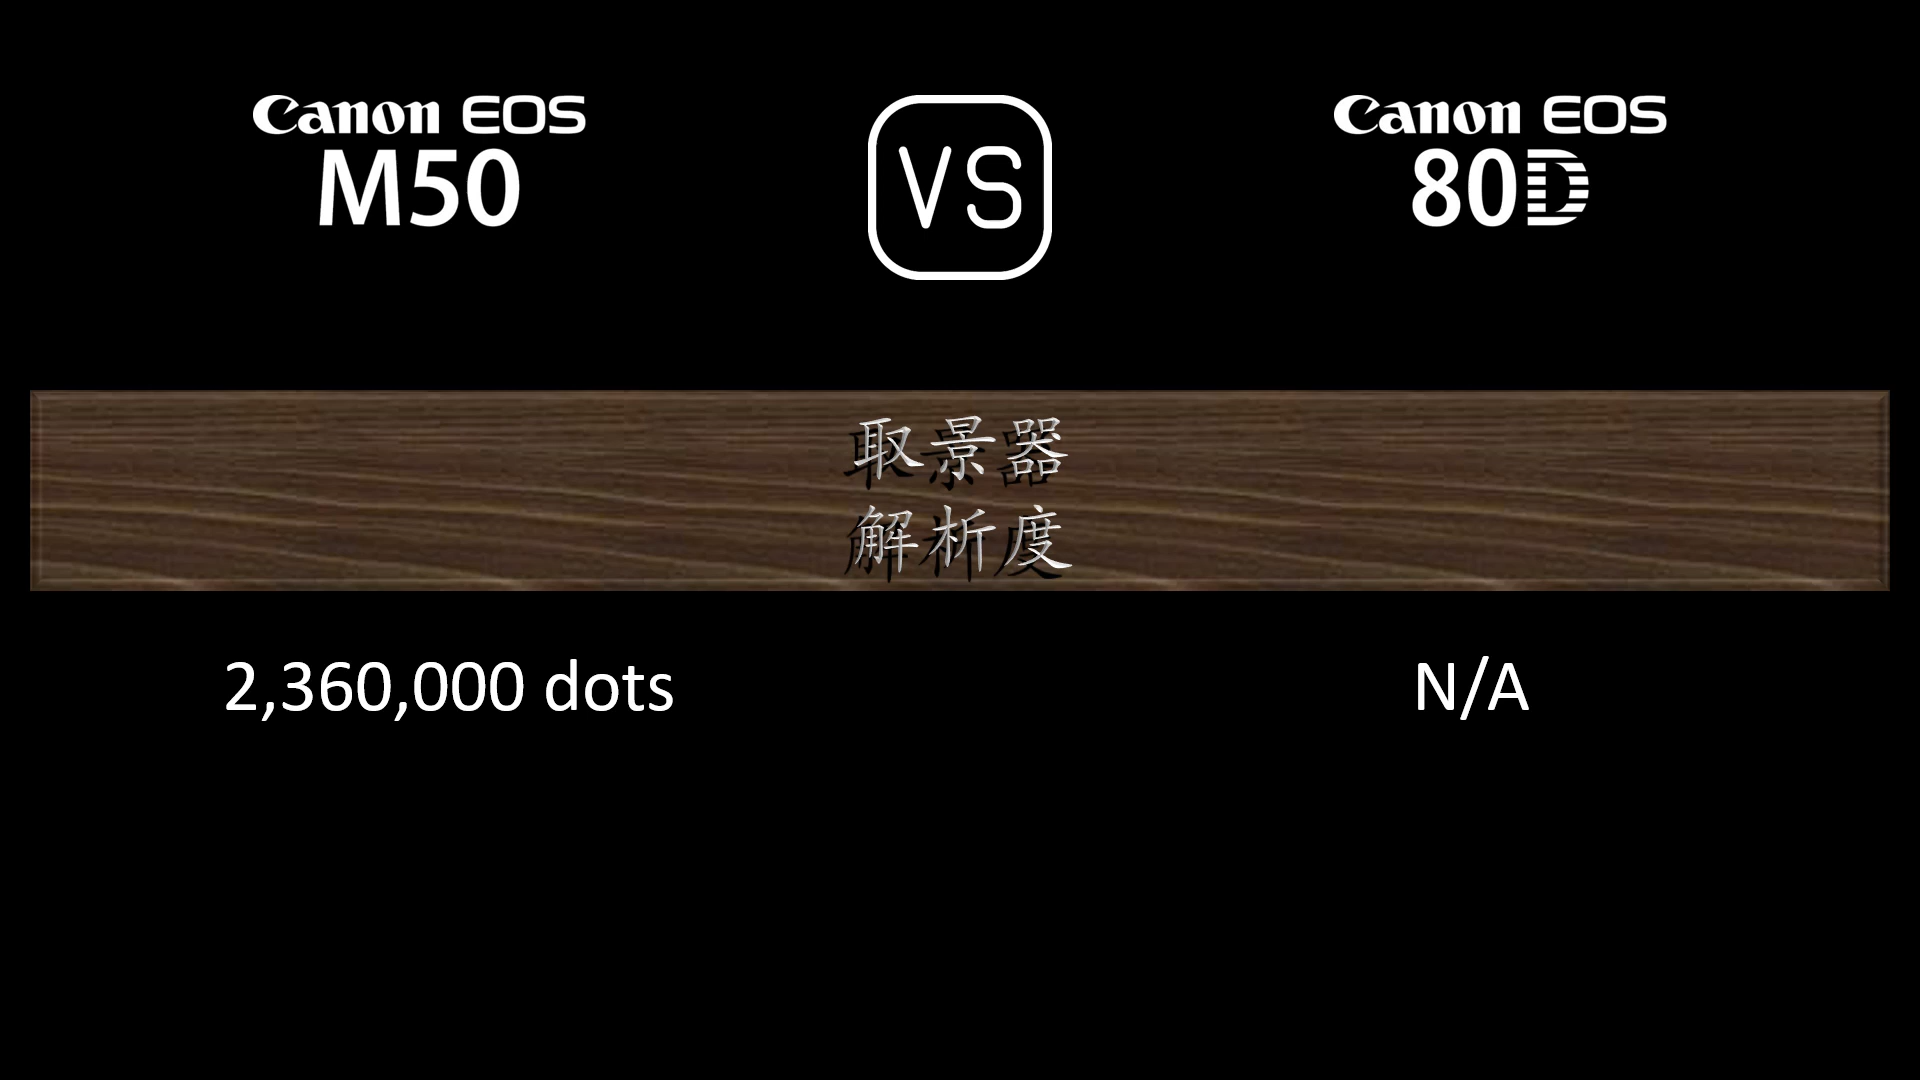 Canon EOS
M50
VS
Canon EOS
80D
取景器
解析度
2,360,000 dots
N/A